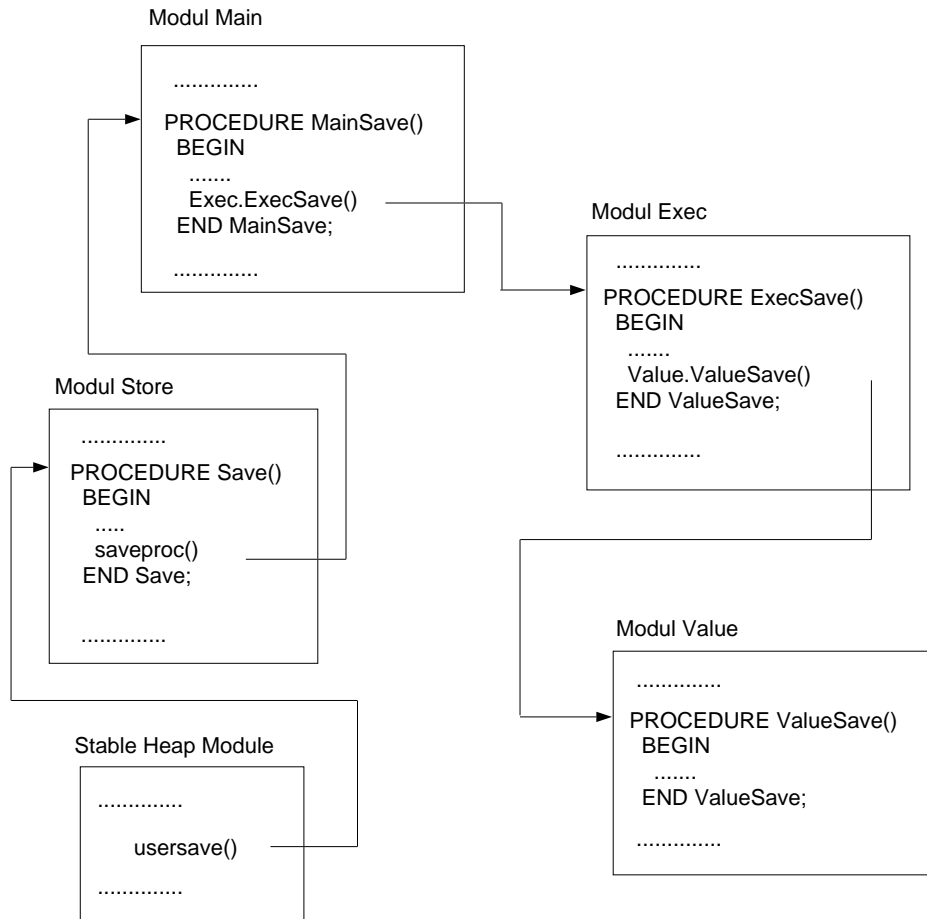 Modul Main
..............
PROCEDURE MainSave()
BEGIN
.......
Exec.ExecSave()
END MainSave;
..............
Modul Exec
..............
PROCEDURE ExecSave()
BEGIN
.......
Value.ValueSave()
END ValueSave;
..............
Modul Store
..............
PROCEDURE Save()
BEGIN
.....
saveproc()
END Save;
..............
Modul Value
..............
PROCEDURE ValueSave()
BEGIN
.......
END ValueSave;
..............
Stable Heap Module
..............
usersave()
..............